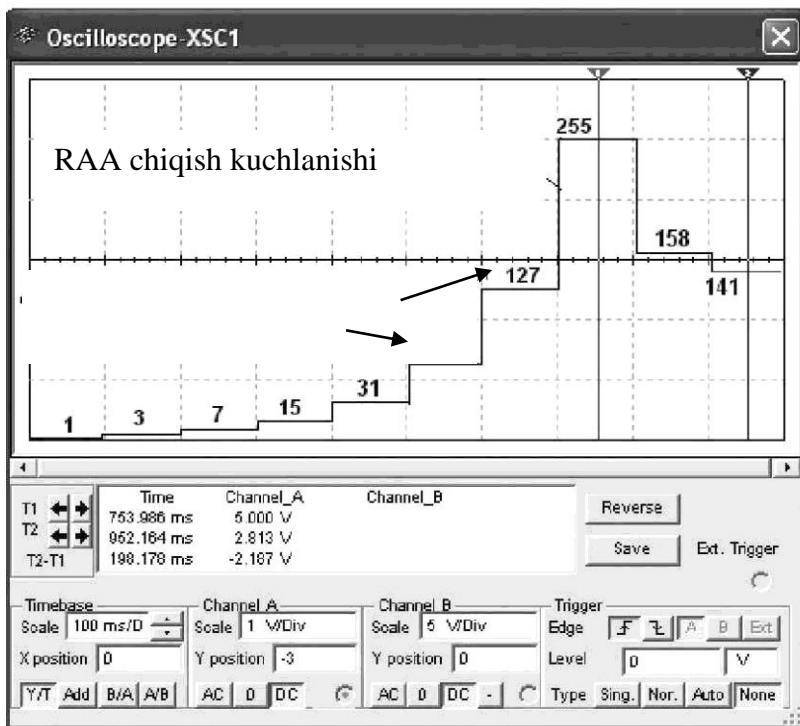 Oscilloscope-XSC1
255
RAA chiqish kuchlanishi
158
127
141
31
15
7
3
1
Time Channel_A Channel_B
T1 753.986 ms 5.000 V
T2 952.164 ms 2.813 V
T2-T1 198.178 ms -2.187 V
Reverse
Save
Ext. Trigger
Timebase
Scale 100 ms/D
X position 0
Y/T Add B/A A/B
Channel A
Scale 1 V/Div
Y position -3
AC 0 DC
Channel B
Scale 5 V/Div
Y position 0
AC 0 DC -
Trigger
Edge A B Ext
Level 0 V
Type Sing. Nor. Auto None